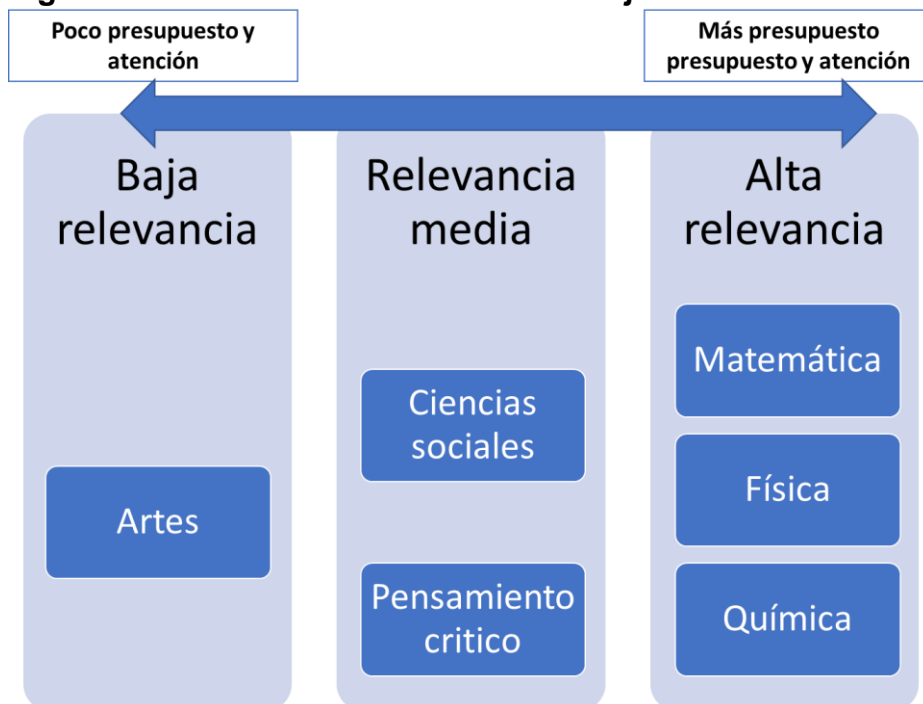 Poco presupuesto y
atención
Más presupuesto
presupuesto y atención
Baja
relevancia
Relevancia
media
Alta
relevancia
Artes
Ciencias
sociales
Pensamiento
critico
Matemática
Física
Química